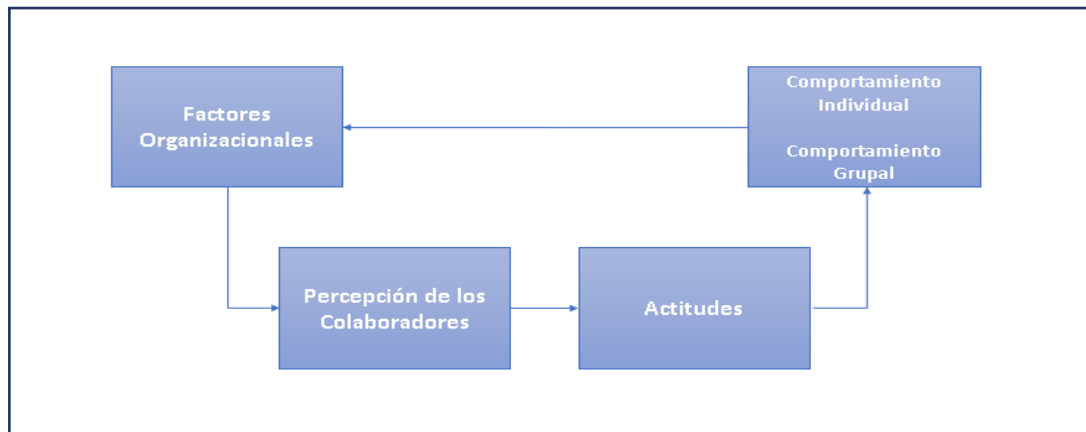 Factores
Organizacionales
Comportamiento
Individual
Comportamiento
Grupal
Percepción de los
Colaboradores
Actitudes